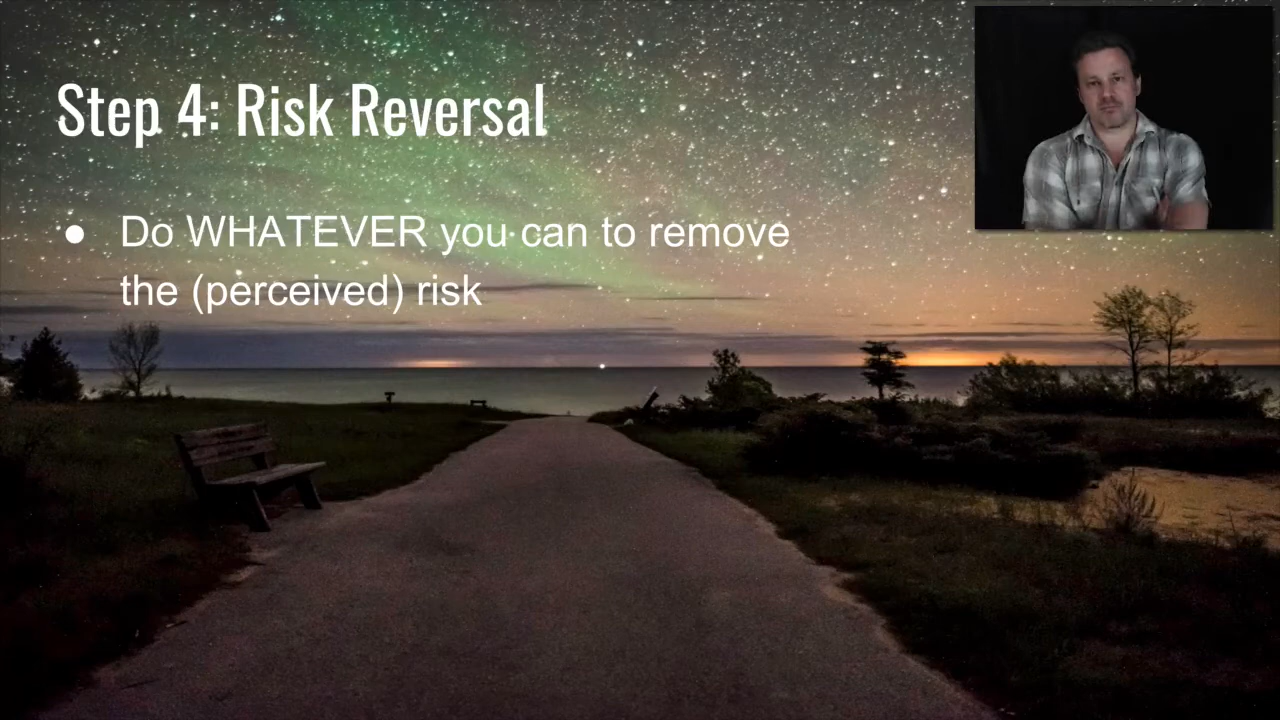 Step 4: Risk Reversal
● Do WHATEVER you can to remove
the (perceived) risk